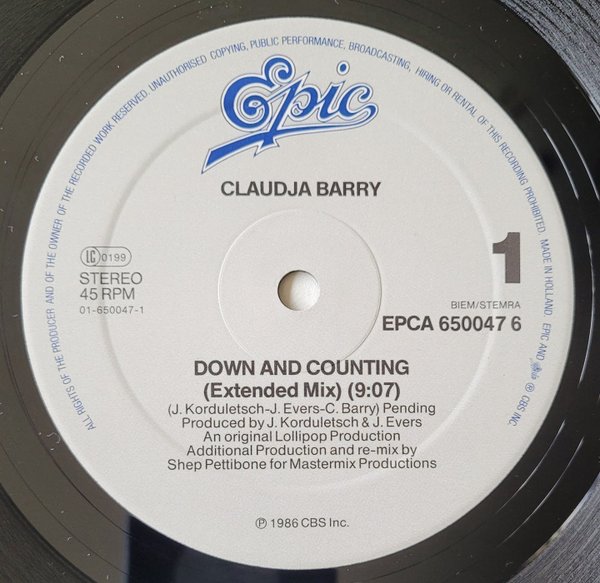 ALL RIGHTS OF THE PRODUCER AND OF THE OWNER OF THE RECORDED WORK RESERVED. UNAUTHORISED COPYING, PUBLIC PERFORMANCE, BROADCASTING, HIRING OR RENTAL OF THIS RECORDING PROHIBITED. MADE IN HOLLAND. EPIC AND ® CBS INC.
Epic
CLAUDJA BARRY
LC 0199
STEREO
45 RPM
01-650047-1
1
BIEM/STEMRA
EPCA 650047 6
DOWN AND COUNTING
(Extended Mix) (9:07)
(J. Korduletsch-J. Evers-C. Barry) Pending
Produced by J. Korduletsch & J. Evers
An original Lollipop Production
Additional Production and re-mix by
Shep Pettibone for Mastermix Productions
℗ 1986 CBS Inc.